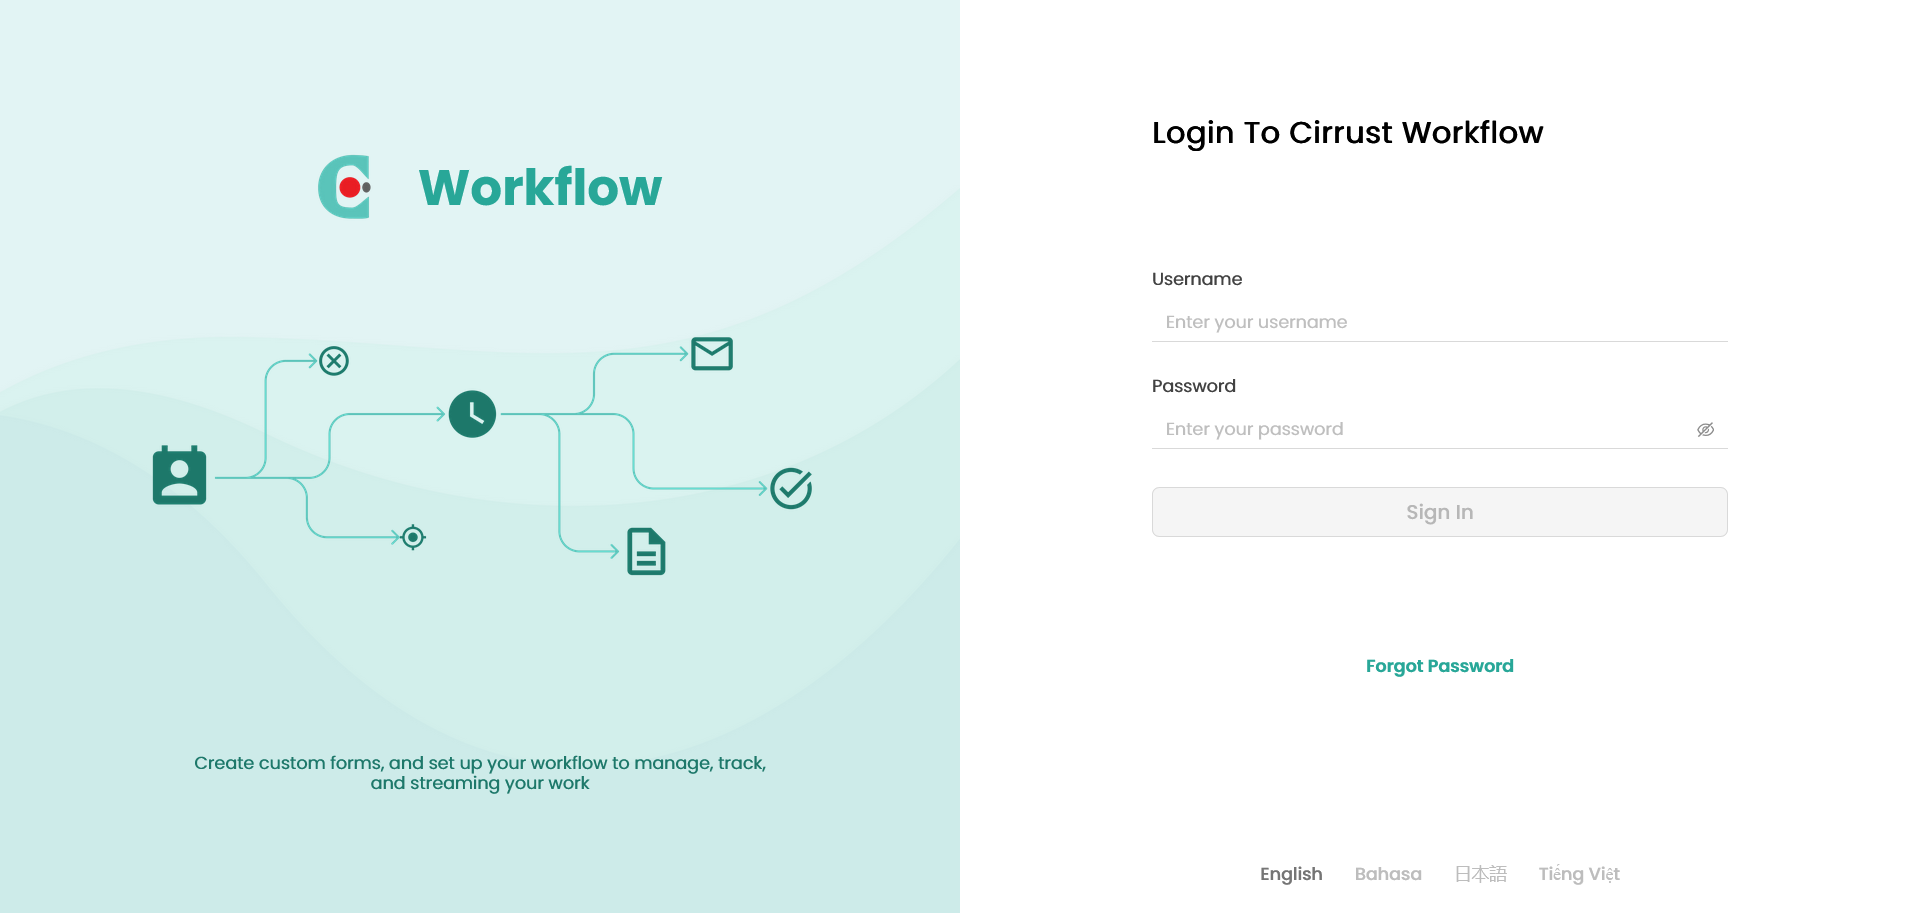 Workflow
Create custom forms, and set up your workflow to manage, track,
and streaming your work
Login To Cirrust Workflow
Username
Enter your username
Password
Enter your password
Sign In
Forgot Password
English Bahasa 日本語 Tiếng Việt